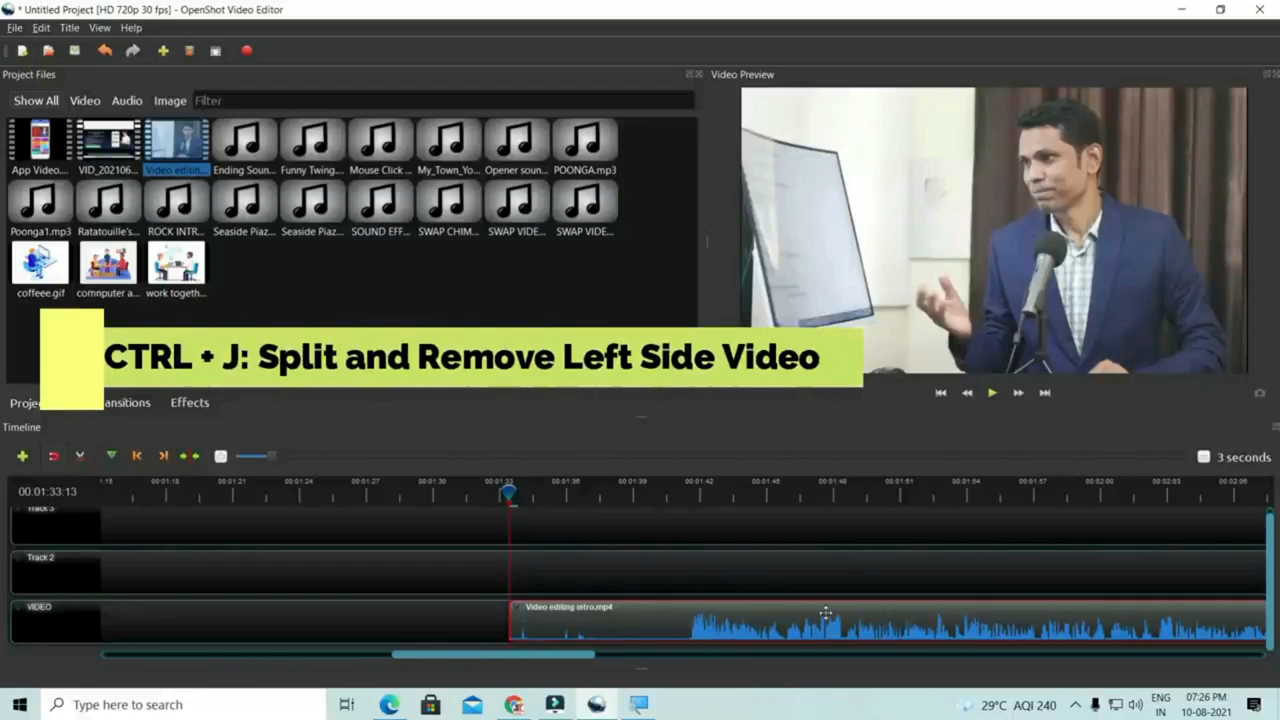 * Untitled Project [HD 720p 30 fps] - OpenShot Video Editor
File Edit Title View Help
Project Files
Video Preview
Show All Video Audio Image Filter
App Video... VID_202106... Video editin... Ending Soun... Funny Twing... Mouse Click ... My_Town_Yo... Opener soun... POONGA.mp3
Poonga1.mp3 Ratatouille's... ROCK INTR... Seaside Piaz... Seaside Piaz... SOUND EFF... SWAP CHIM... SWAP VIDE... SWAP VIDE...
coffeee.gif comnputer a... work togeth...
CTRL + J: Split and Remove Left Side Video
Projec ansitions Effects
Timeline
3 seconds
00:01:33:13
:15 00:01:18 00:01:21 00:01:24 00:01:27 00:01:30 00:01:33 00:01:36 00:01:39 00:01:42 00:01:45 00:01:48 00:01:51 00:01:54 00:01:57 00:02:00 00:02:03 00:02:06
Track 3
Track 2
VIDEO
Video editing intro.mp4
Type here to search
29°C AQI 240
ENG
IN
07:26 PM
10-08-2021